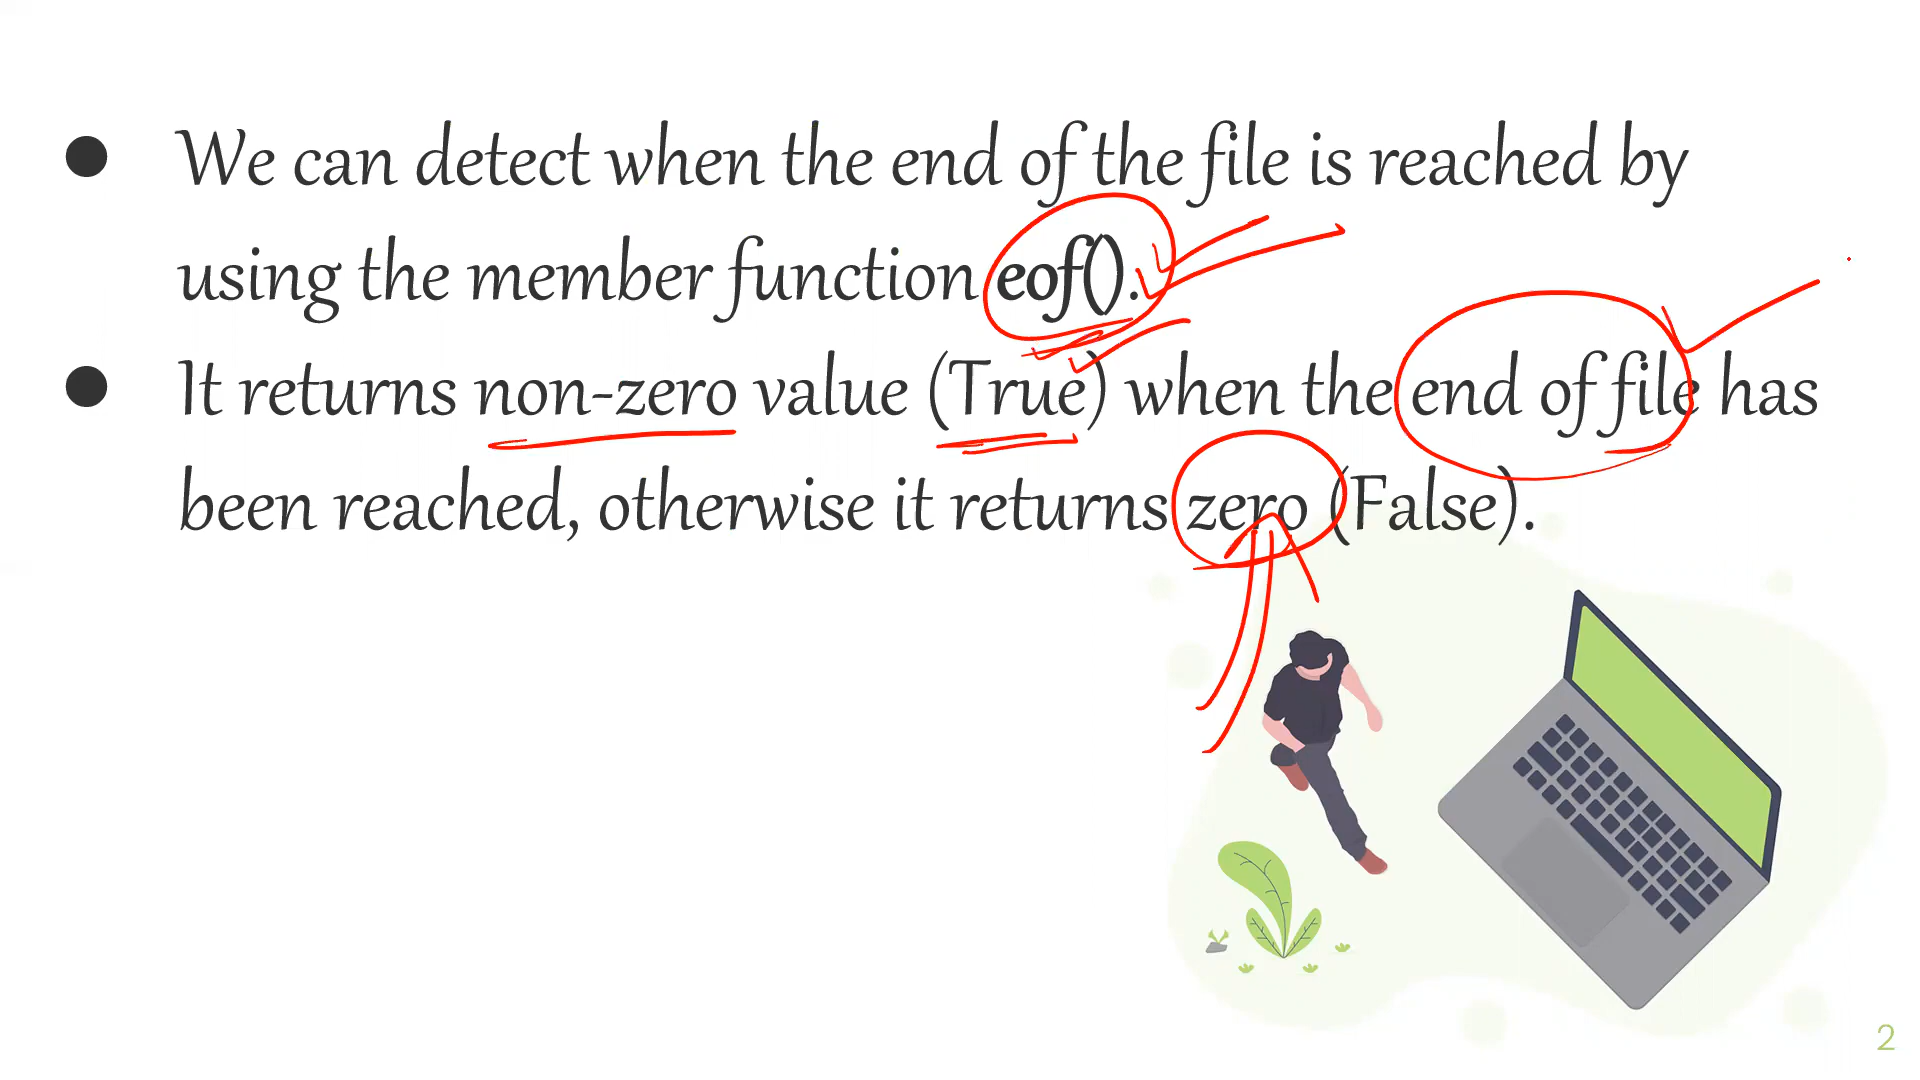 ● We can detect when the end of the file is reached by
using the member function eof().
● It returns non-zero value (True) when the end of file has
been reached, otherwise it returns zero (False).
2